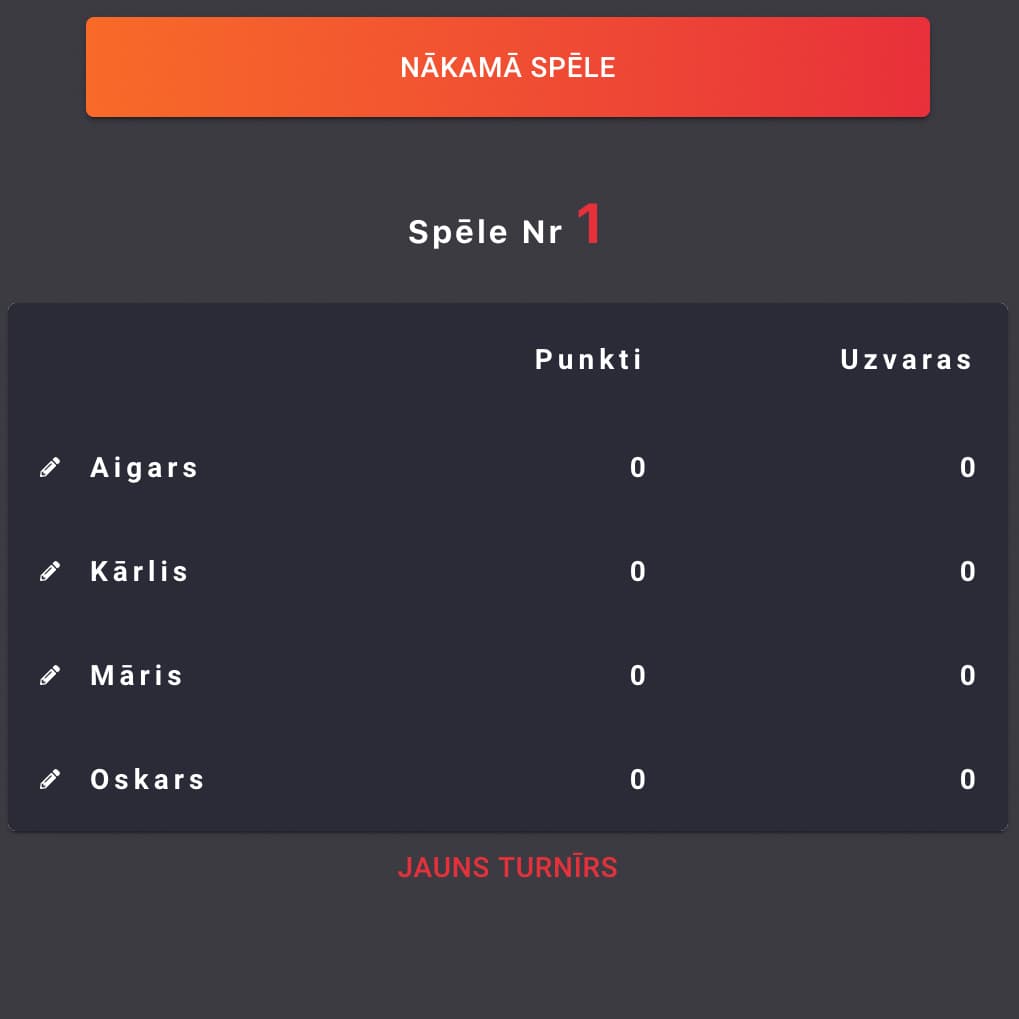 NĀKAMĀ SPĒLE
Spēle Nr 1
Punkti Uzvaras
Aigars 0 0
Kārlis 0 0
Māris 0 0
Oskars 0 0
JAUNS TURNĪRS